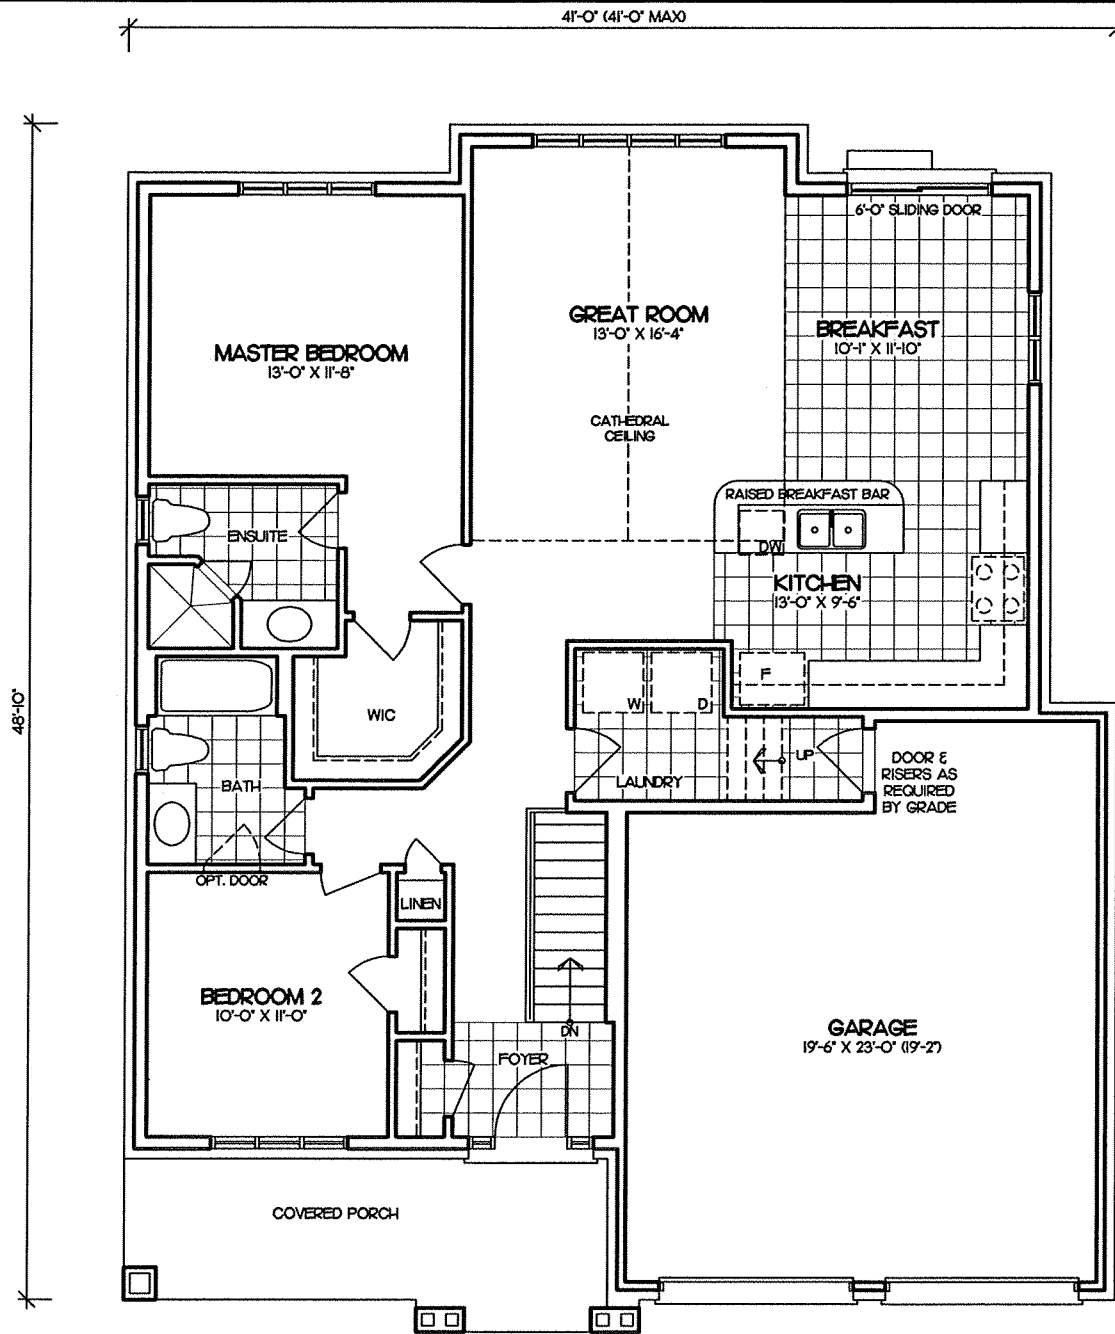 41'-0" (41'-0" MAX)
48'-10"
6'-0" SLIDING DOOR
GREAT ROOM
13'-0" X 16'-4"
BREAKFAST
10'-1" X 11'-10"
MASTER BEDROOM
13'-0" X 11'-8"
CATHEDRAL
CEILING
RAISED BREAKFAST BAR
ENSUITE
DW
KITCHEN
13'-0" X 9'-6"
F
W
D
WIC
UP
LAUNDRY
DOOR &
RISERS AS
REQUIRED
BY GRADE
BATH
OPT. DOOR
LINEN
BEDROOM 2
10'-0" X 11'-0"
DN
FOYER
GARAGE
19'-6" X 23'-0" (19'-2")
COVERED PORCH